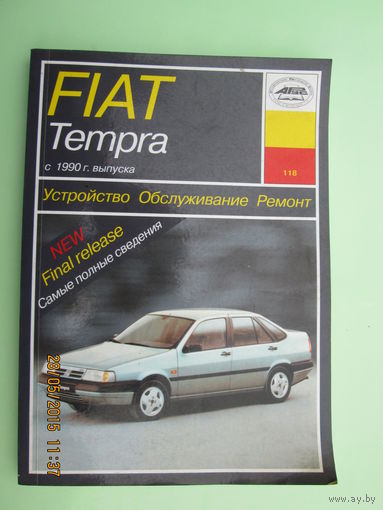 FIAT
Tempra
с 1990 г. выпуска
118
Устройство Обслуживание Ремонт
NEW
Final release
Самые полные сведения
23/05/2015 11:37
www.ay.by